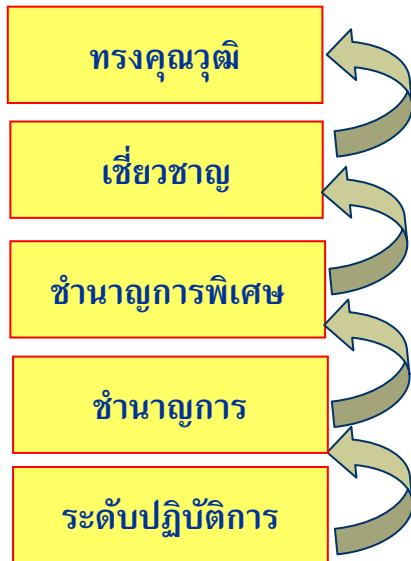 ทรงคุณวุฒิ
เชี่ยวชาญ
ชำนาญการพิเศษ
ชำนาญการ
ระดับปฏิบัติการ